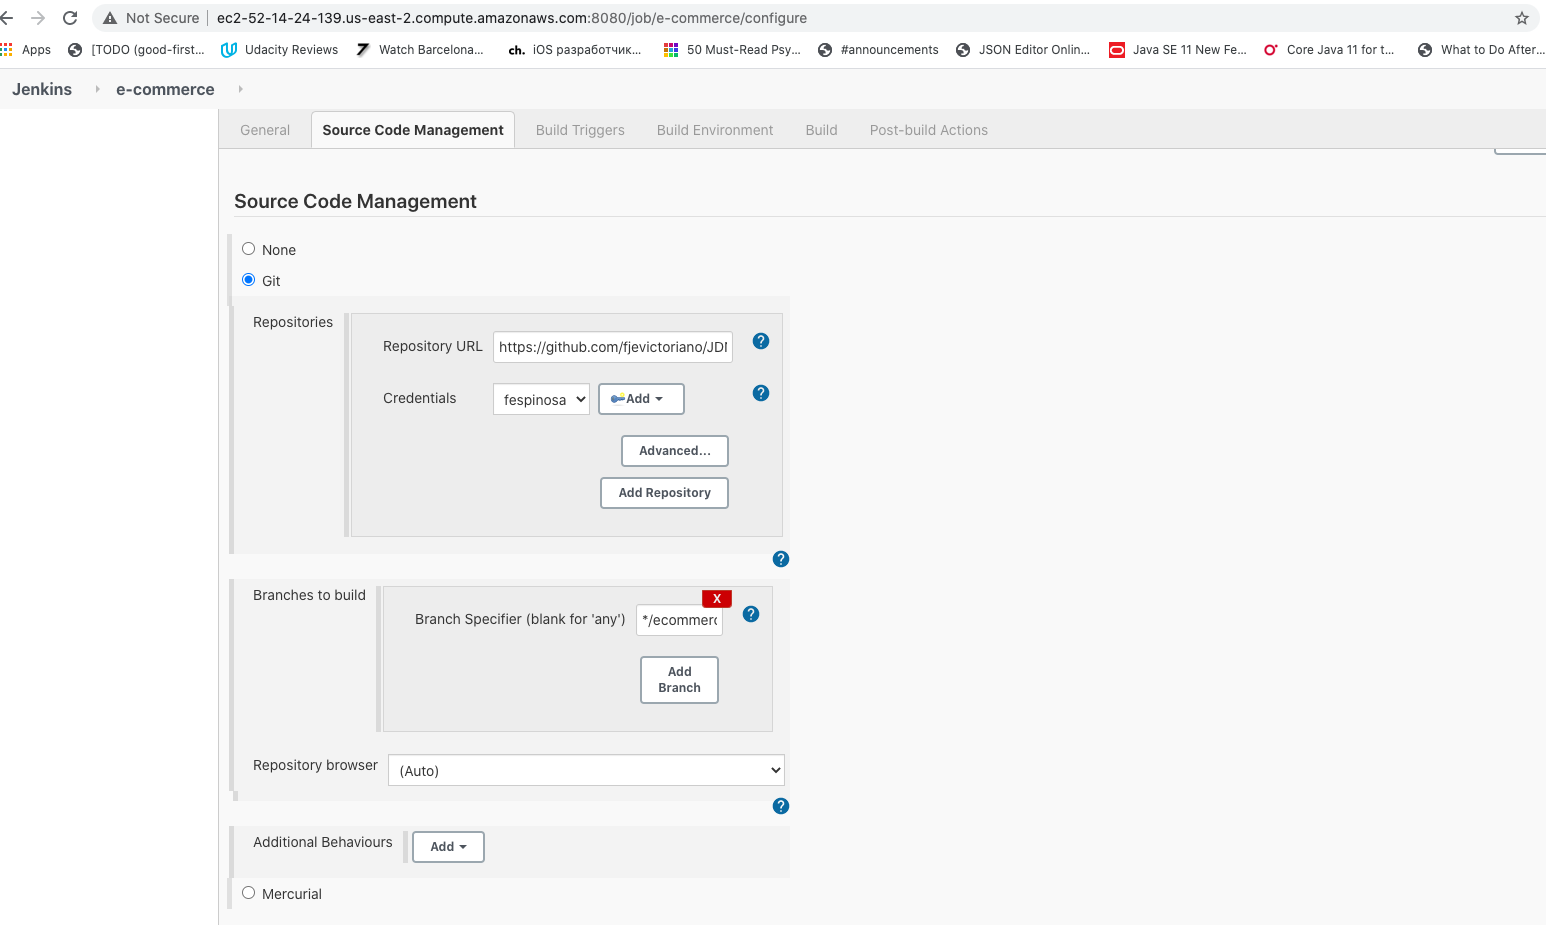 Not Secure ec2-52-14-24-139.us-east-2.compute.amazonaws.com:8080/job/e-commerce/configure
Apps [TODO (good-first... Udacity Reviews Watch Barcelona... ch. iOS разработчик... 50 Must-Read Psy... #announcements JSON Editor Onlin... Java SE 11 New Fe... Core Java 11 for t... What to Do After...
Jenkins e-commerce
General Source Code Management Build Triggers Build Environment Build Post-build Actions
Source Code Management
None
Git
Repositories
Repository URL https://github.com/fjevictoriano/JD ?
Credentials fespinosa Add ?
Advanced...
Add Repository
?
Branches to build
X
Branch Specifier (blank for 'any') */ecommerc ?
Add
Branch
Repository browser (Auto)
?
Additional Behaviours Add
Mercurial